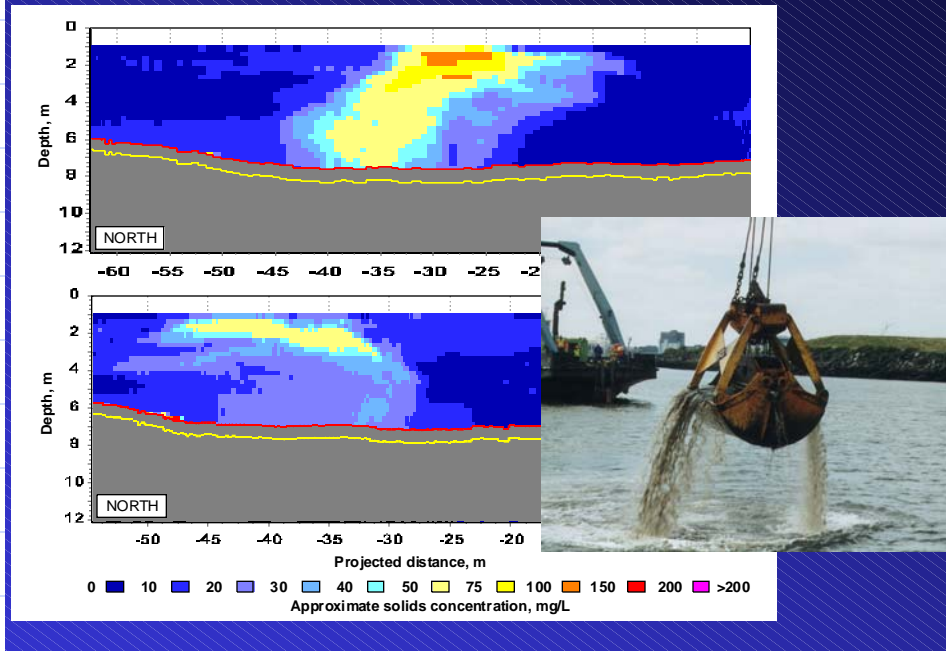 0
2
4
6
8
10
12
Depth, m
NORTH
-60 -55 -50 -45 -40 -35 -30 -25 -2
0
2
4
6
8
10
12
Depth, m
NORTH
-50 -45 -40 -35 -30 -25 -20
Projected distance, m
0 10 20 30 40 50 75 100 150 200 >200
Approximate solids concentration, mg/L